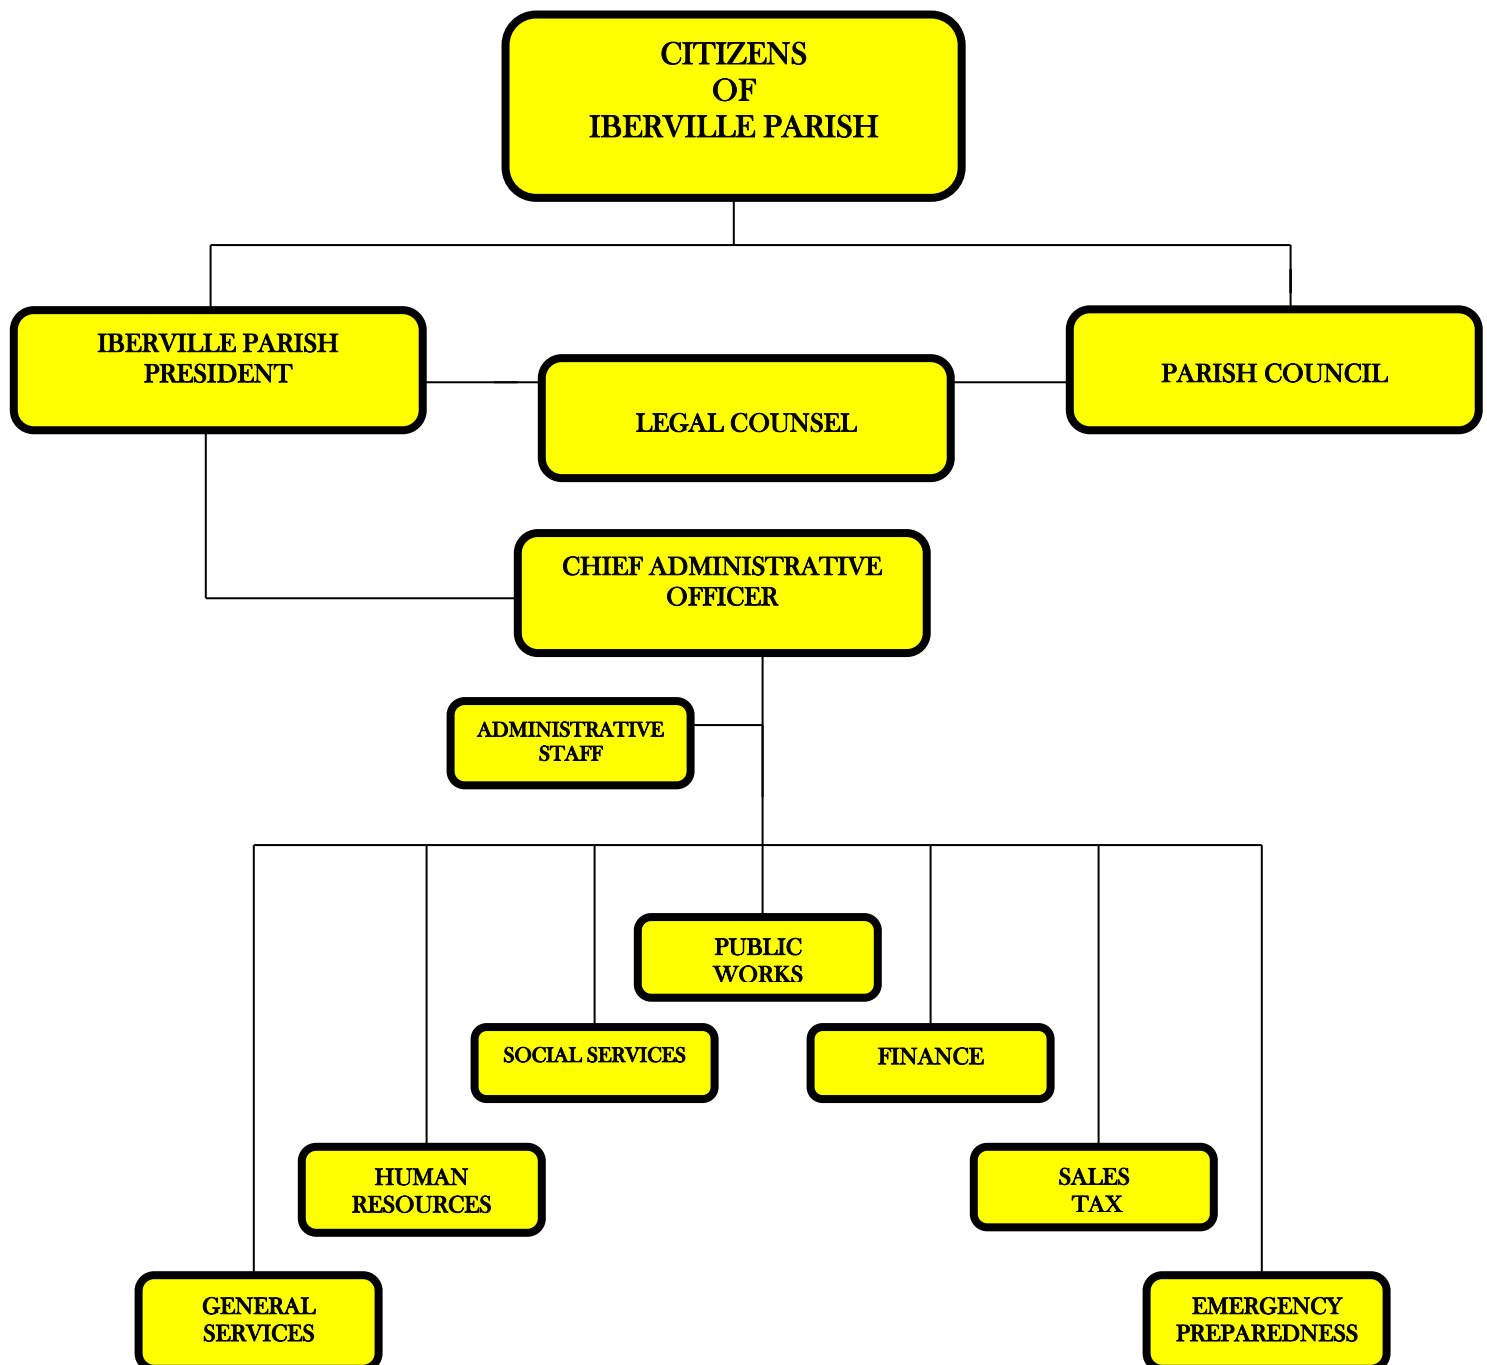 CITIZENS
OF
IBERVILLE PARISH
IBERVILLE PARISH
PRESIDENT
LEGAL COUNSEL
PARISH COUNCIL
CHIEF ADMINISTRATIVE
OFFICER
ADMINISTRATIVE
STAFF
PUBLIC
WORKS
SOCIAL SERVICES
FINANCE
HUMAN
RESOURCES
SALES
TAX
GENERAL
SERVICES
EMERGENCY
PREPAREDNESS